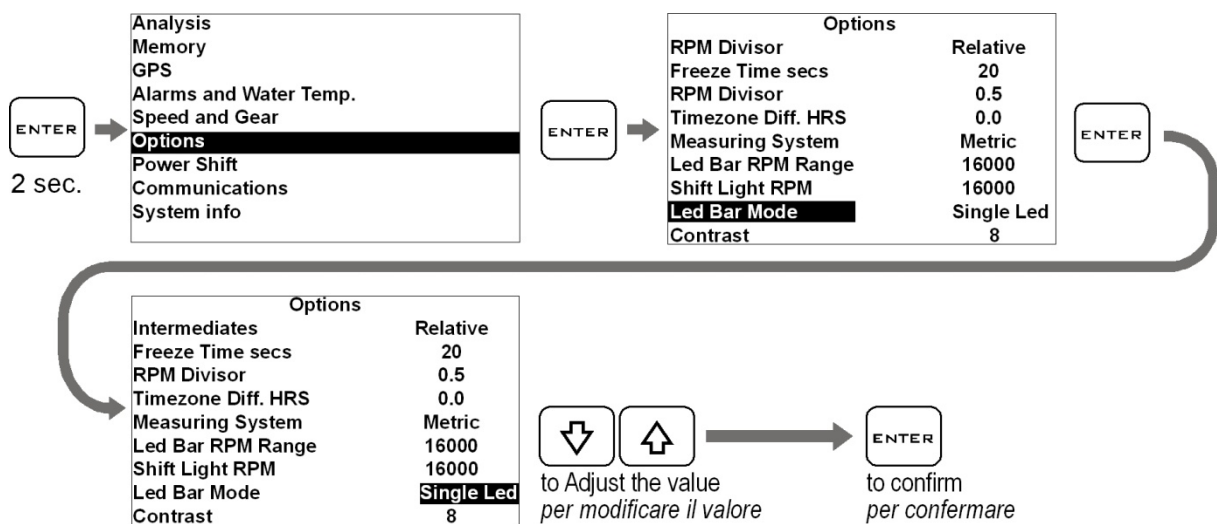 Analysis
Memory
GPS
Alarms and Water Temp.
Speed and Gear
Options
Power Shift
Communications
System info
ENTER
2 sec.
ENTER
Options
RPM Divisor Relative
Freeze Time secs 20
RPM Divisor 0.5
Timezone Diff. HRS 0.0
Measuring System Metric
Led Bar RPM Range 16000
Shift Light RPM 16000
Led Bar Mode Single Led
Contrast 8
ENTER
Options
Intermediates Relative
Freeze Time secs 20
RPM Divisor 0.5
Timezone Diff. HRS 0.0
Measuring System Metric
Led Bar RPM Range 16000
Shift Light RPM 16000
Led Bar Mode Single Led
Contrast 8
to Adjust the value
per modificare il valore
ENTER
to confirm
per confermare